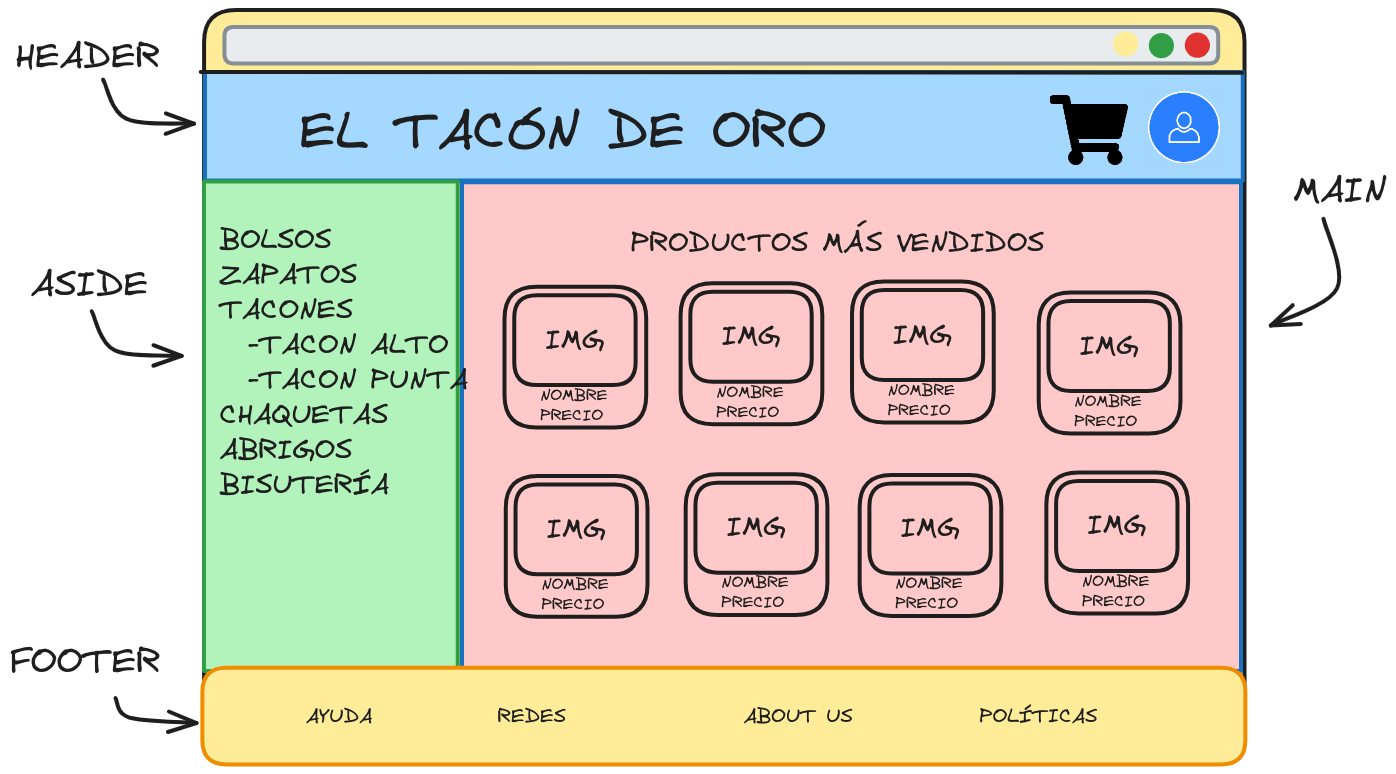 HEADER
EL TACÓN DE ORO
MAIN
ASIDE
BOLSOS
ZAPATOS
TACONES
-TACON ALTO
-TACON PUNTA
CHAQUETAS
ABRIGOS
BISUTERÍA
PRODUCTOS MÁS VENDIDOS
IMG
NOMBRE
PRECIO
IMG
NOMBRE
PRECIO
IMG
NOMBRE
PRECIO
IMG
NOMBRE
PRECIO
IMG
NOMBRE
PRECIO
IMG
NOMBRE
PRECIO
IMG
NOMBRE
PRECIO
IMG
NOMBRE
PRECIO
FOOTER
AYUDA
REDES
ABOUT US
POLÍTICAS